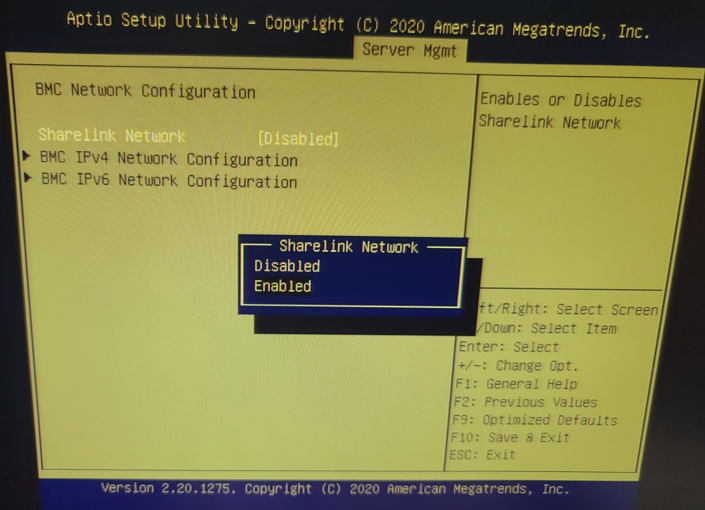 Aptio Setup Utility – Copyright (C) 2020 American Megatrends, Inc.
Server Mgmt
BMC Network Configuration
Sharelink Network [Disabled]
BMC IPv4 Network Configuration
BMC IPv6 Network Configuration
Enables or Disables
Sharelink Network
Sharelink Network
Disabled
Enabled
ft/Right: Select Screen
/Down: Select Item
Enter: Select
+/-: Change Opt.
F1: General Help
F2: Previous Values
F9: Optimized Defaults
F10: Save & Exit
ESC: Exit
Version 2.20.1275. Copyright (C) 2020 American Megatrends, Inc.